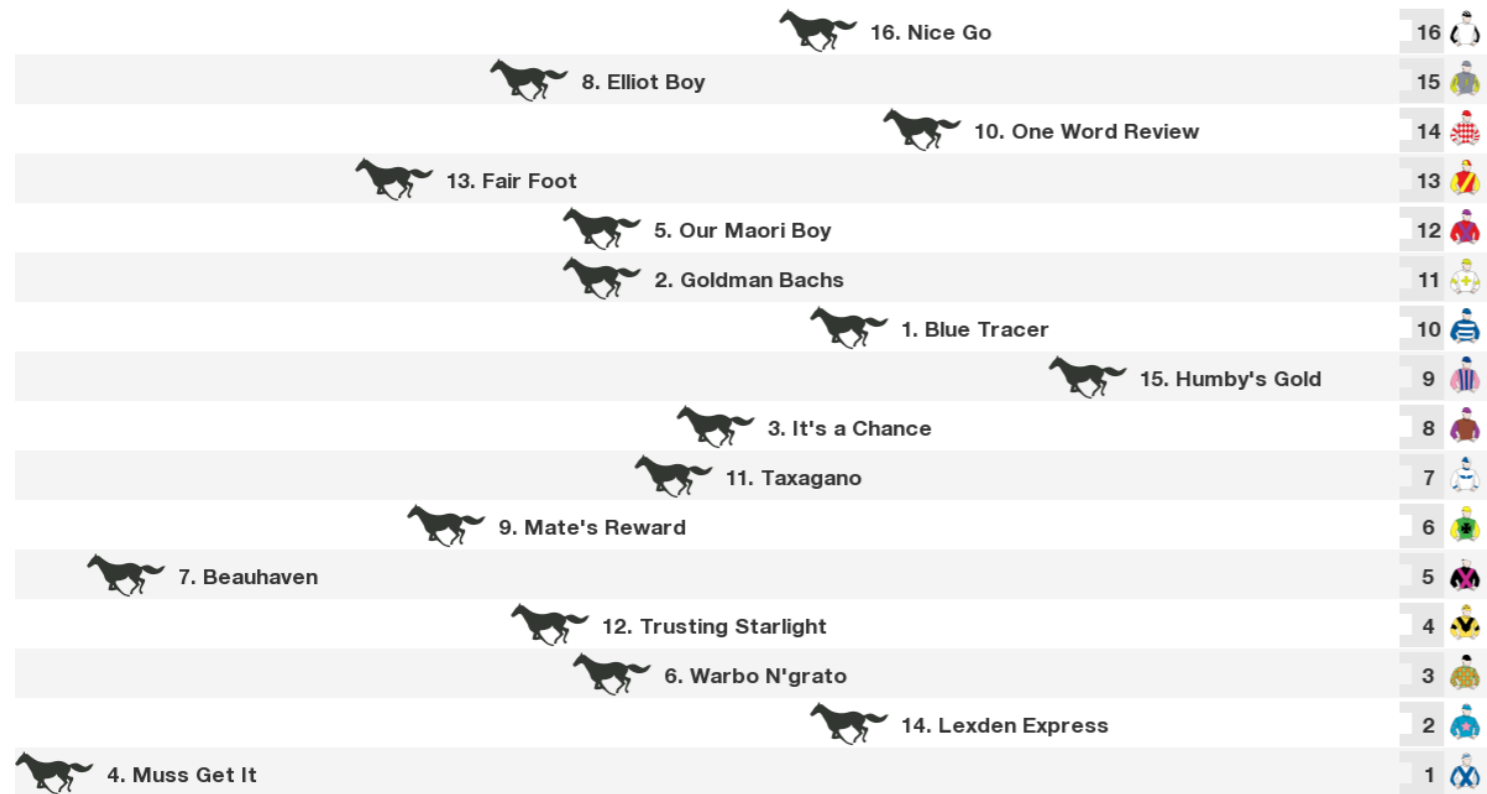 16. Nice Go 16
8. Elliot Boy 15
10. One Word Review 14
13. Fair Foot 13
5. Our Maori Boy 12
2. Goldman Bachs 11
1. Blue Tracer 10
15. Humby's Gold 9
3. It's a Chance 8
11. Taxagano 7
9. Mate's Reward 6
7. Beauhaven 5
12. Trusting Starlight 4
6. Warbo N'grato 3
14. Lexden Express 2
4. Muss Get It 1